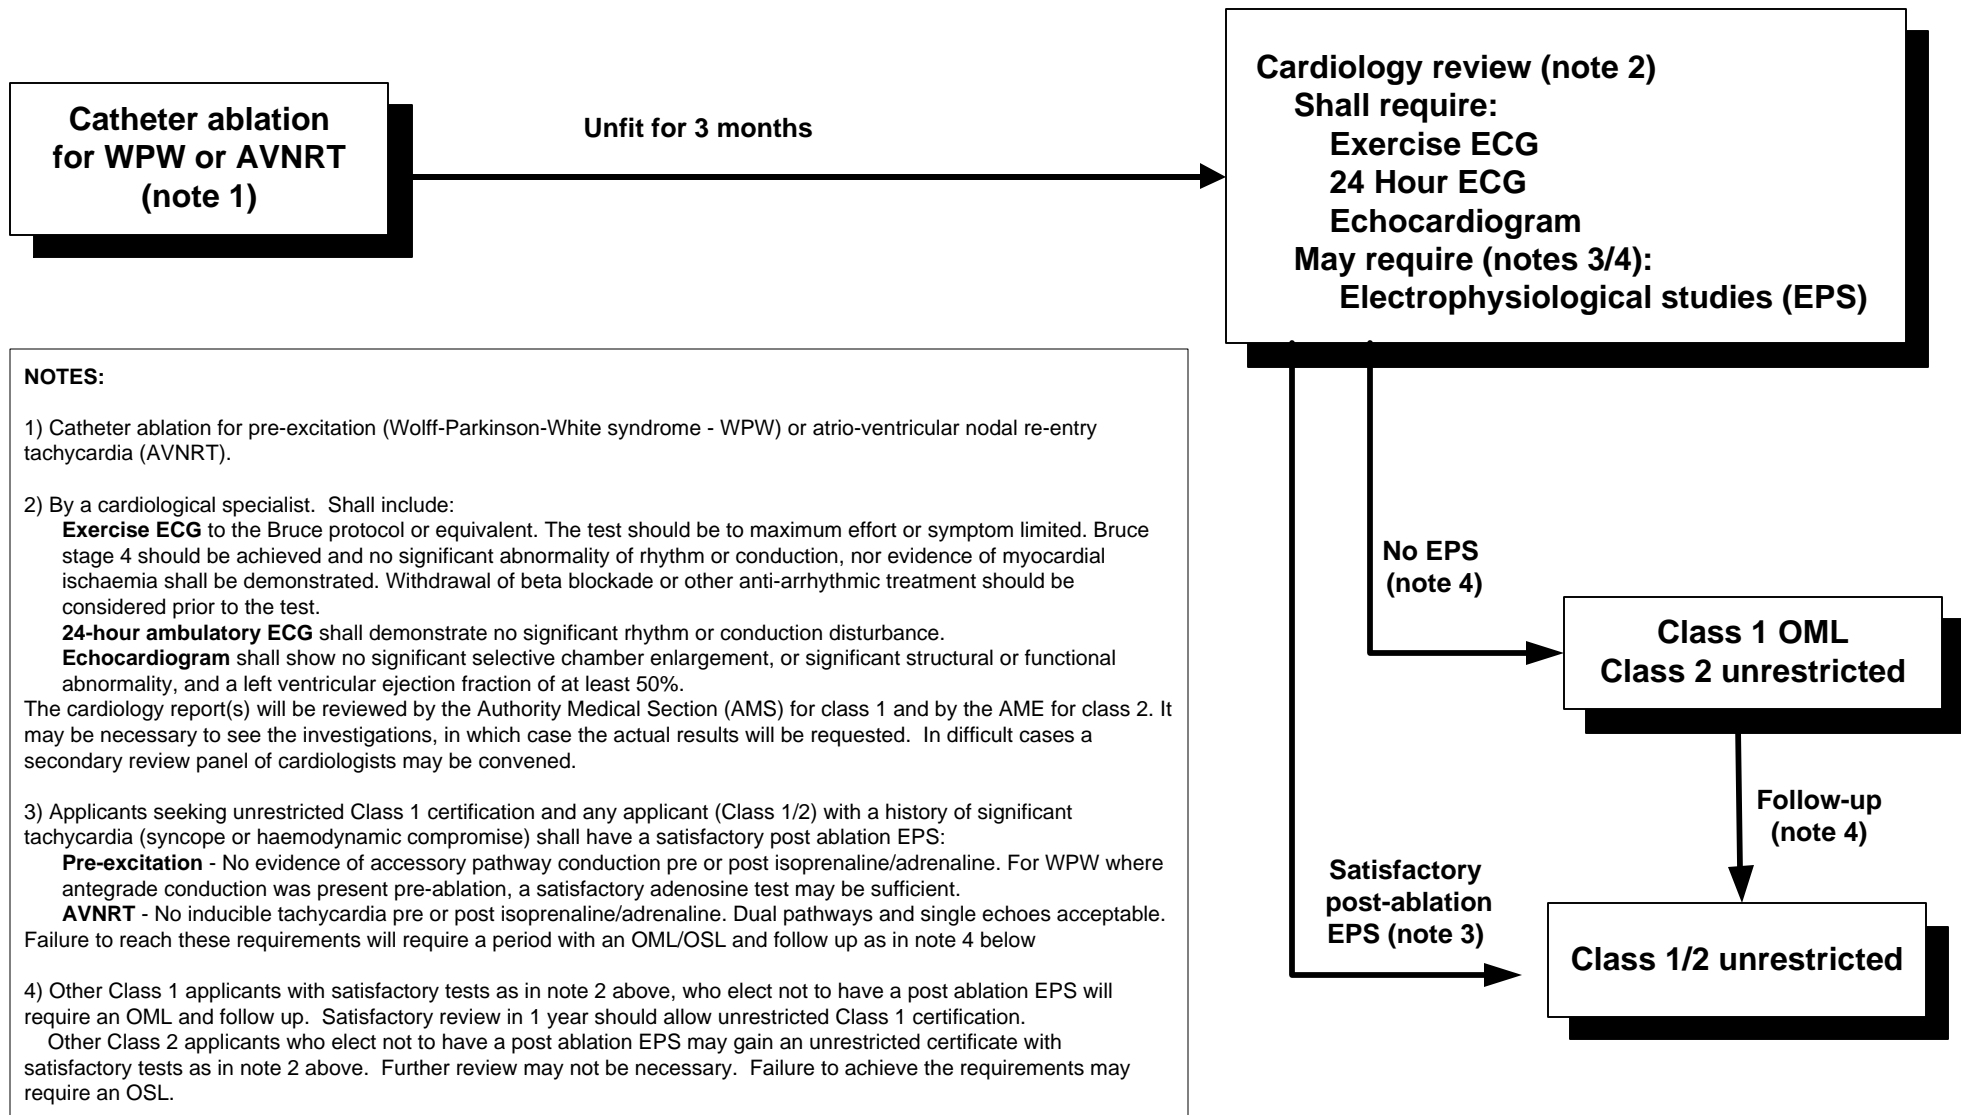 Catheter ablation
for WPW or AVNRT
(note 1)
Unfit for 3 months
Cardiology review (note 2)
Shall require:
Exercise ECG
24 Hour ECG
Echocardiogram
May require (notes 3/4):
Electrophysiological studies (EPS)
NOTES:
1) Catheter ablation for pre-excitation (Wolff-Parkinson-White syndrome - WPW) or atrio-ventricular nodal re-entry
tachycardia (AVNRT).
2) By a cardiological specialist.  Shall include:
Exercise ECG to the Bruce protocol or equivalent. The test should be to maximum effort or symptom limited. Bruce
stage 4 should be achieved and no significant abnormality of rhythm or conduction, nor evidence of myocardial
ischaemia shall be demonstrated. Withdrawal of beta blockade or other anti-arrhythmic treatment should be
considered prior to the test.
24-hour ambulatory ECG shall demonstrate no significant rhythm or conduction disturbance.
Echocardiogram shall show no significant selective chamber enlargement, or significant structural or functional
abnormality, and a left ventricular ejection fraction of at least 50%.
The cardiology report(s) will be reviewed by the Authority Medical Section (AMS) for class 1 and by the AME for class 2. It
may be necessary to see the investigations, in which case the actual results will be requested.  In difficult cases a
secondary review panel of cardiologists may be convened.
3) Applicants seeking unrestricted Class 1 certification and any applicant (Class 1/2) with a history of significant
tachycardia (syncope or haemodynamic compromise) shall have a satisfactory post ablation EPS:
Pre-excitation - No evidence of accessory pathway conduction pre or post isoprenaline/adrenaline. For WPW where
antegrade conduction was present pre-ablation, a satisfactory adenosine test may be sufficient.
AVNRT - No inducible tachycardia pre or post isoprenaline/adrenaline. Dual pathways and single echoes acceptable.
Failure to reach these requirements will require a period with an OML/OSL and follow up as in note 4 below
4) Other Class 1 applicants with satisfactory tests as in note 2 above, who elect not to have a post ablation EPS will
require an OML and follow up.  Satisfactory review in 1 year should allow unrestricted Class 1 certification.
Other Class 2 applicants who elect not to have a post ablation EPS may gain an unrestricted certificate with
satisfactory tests as in note 2 above.  Further review may not be necessary.  Failure to achieve the requirements may
require an OSL.
No EPS
(note 4)
Class 1 OML
Class 2 unrestricted
Follow-up
(note 4)
Satisfactory
post-ablation
EPS (note 3)
Class 1/2 unrestricted